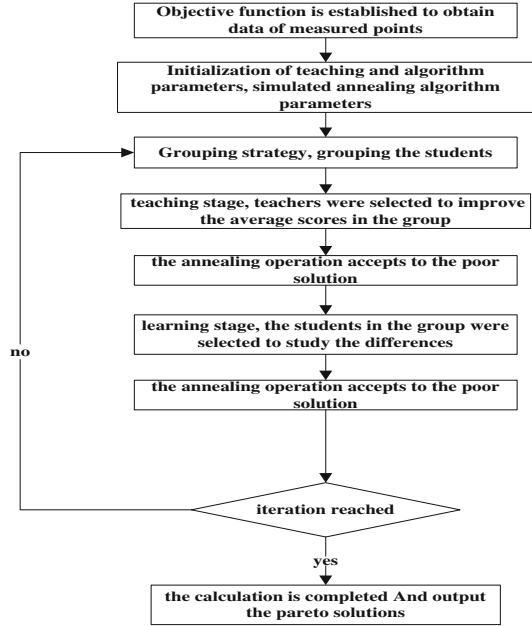 Objective function is established to obtain
data of measured points
Initialization of teaching and algorithm
parameters, simulated annealing algorithm
parameters
Grouping strategy, grouping the students
teaching stage, teachers were selected to improve
the average scores in the group
the annealing operation accepts to the poor
solution
learning stage, the students in the group were
selected to study the differences
no
the annealing operation accepts to the poor
solution
iteration reached
yes
the calculation is completed And output
the pareto solutions